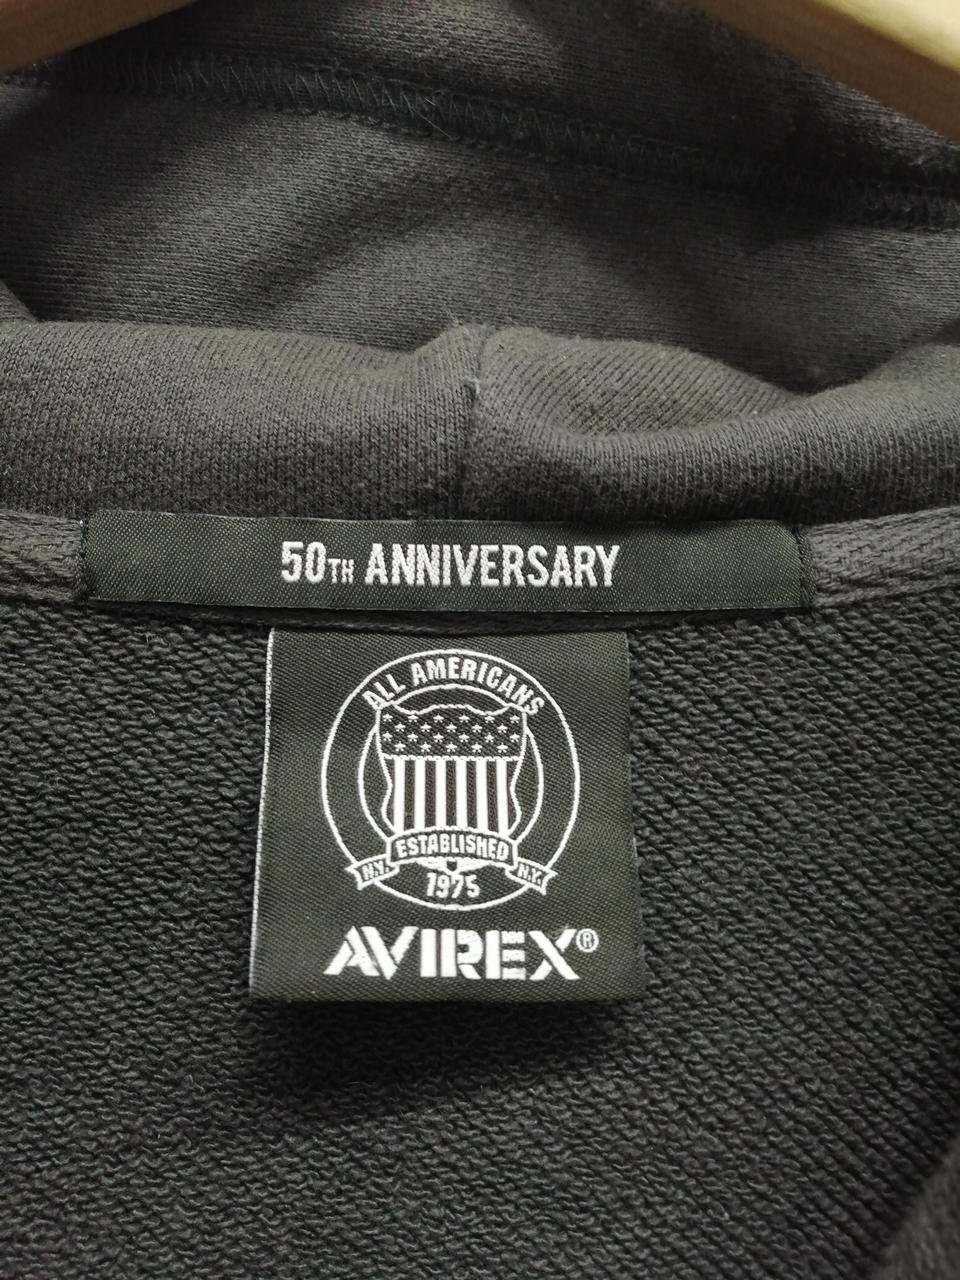 50TH ANNIVERSARY
ALL AMERICANS
ESTABLISHED
N.Y. N.Y.
1975
AVIREX®